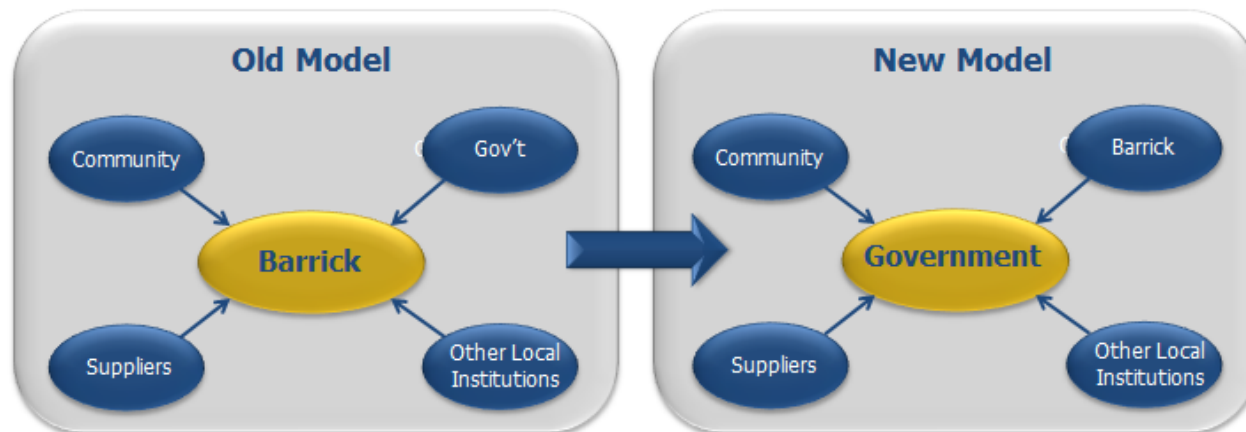 Old Model
Community
Gov't
Barrick
Suppliers
Other Local
Institutions
New Model
Community
Barrick
Government
Suppliers
Other Local
Institutions